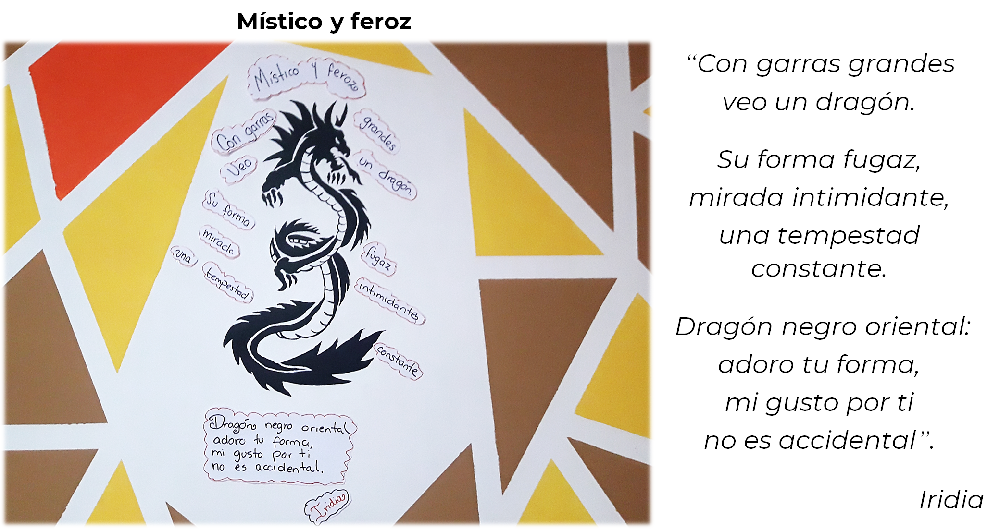 Místico y feroz
Místico y feroz
Con garras grandes
veo un dragón.
Su forma fugaz
mirada intimidante,
una tempestad constante
Dragón negro oriental
adoro tu forma,
mi gusto por ti
no es accidental.
Iridia
“Con garras grandes
veo un dragón.
Su forma fugaz,
mirada intimidante,
una tempestad
constante.
Dragón negro oriental:
adoro tu forma,
mi gusto por ti
no es accidental”.
Iridia